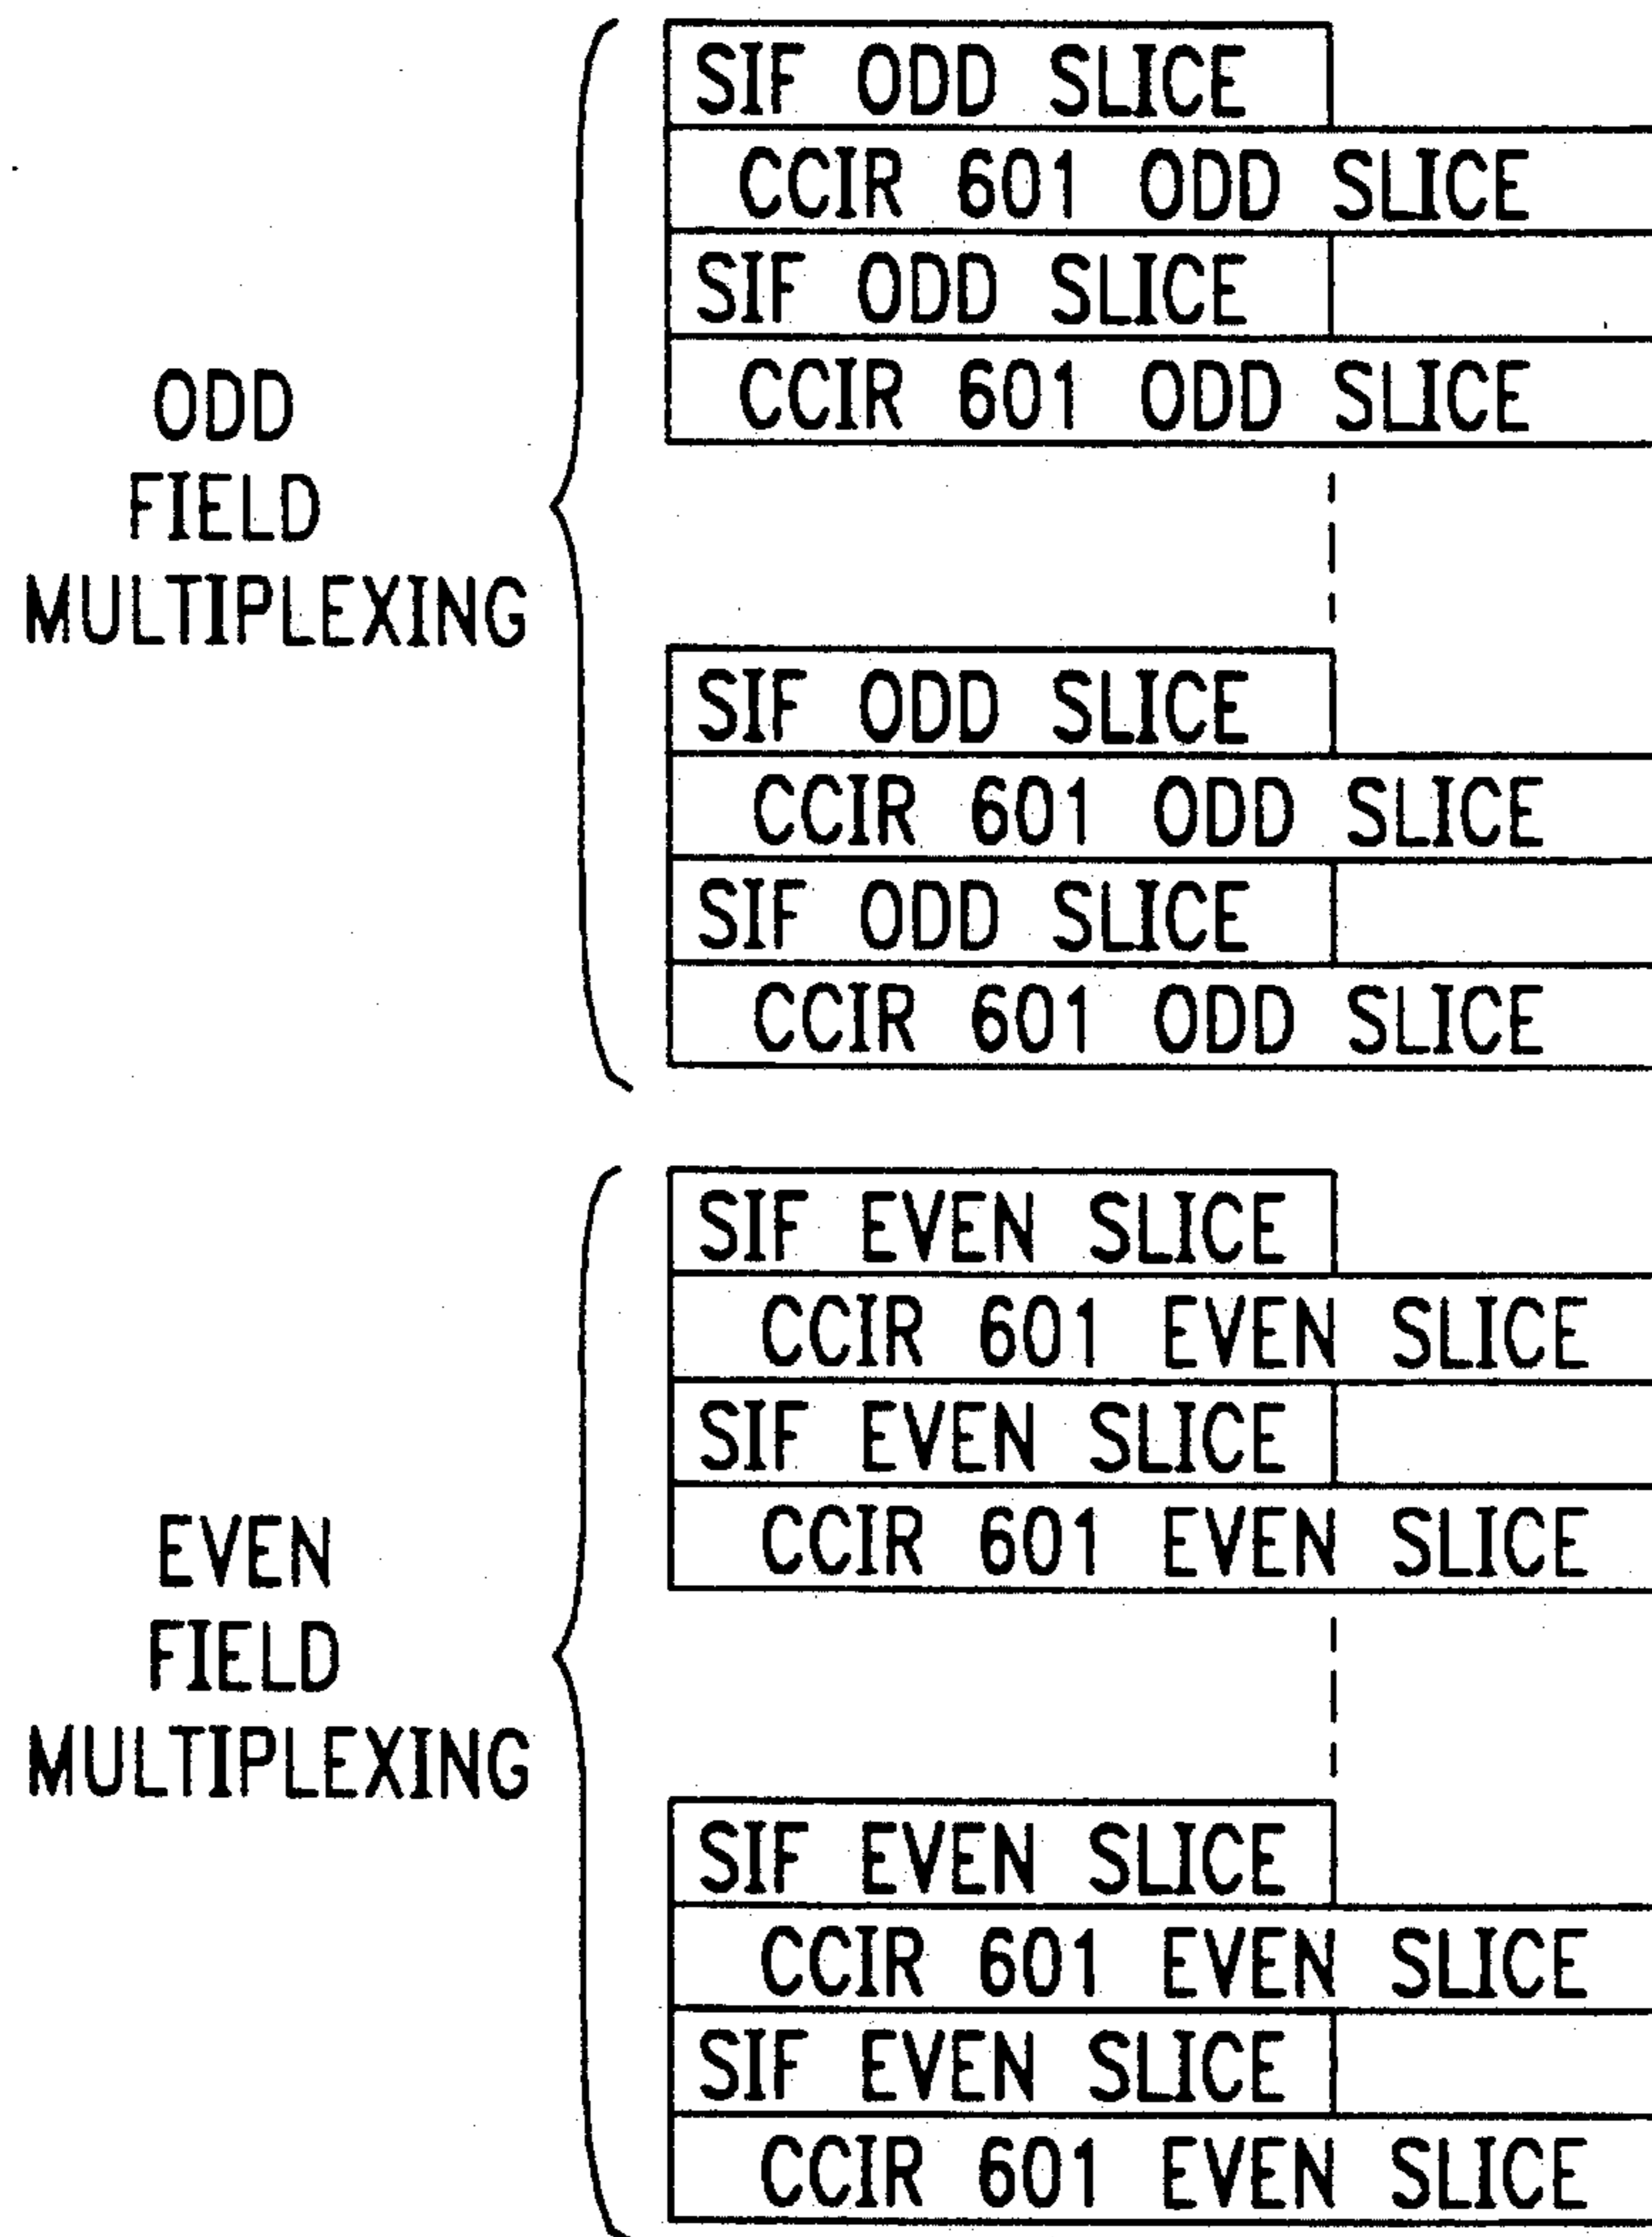 ODD
FIELD
MULTIPLEXING
SIF ODD SLICE
CCIR 601 ODD SLICE
SIF ODD SLICE
CCIR 601 ODD SLICE
SIF ODD SLICE
CCIR 601 ODD SLICE
SIF ODD SLICE
CCIR 601 ODD SLICE
EVEN
FIELD
MULTIPLEXING
SIF EVEN SLICE
CCIR 601 EVEN SLICE
SIF EVEN SLICE
CCIR 601 EVEN SLICE
SIF EVEN SLICE
CCIR 601 EVEN SLICE
SIF EVEN SLICE
CCIR 601 EVEN SLICE